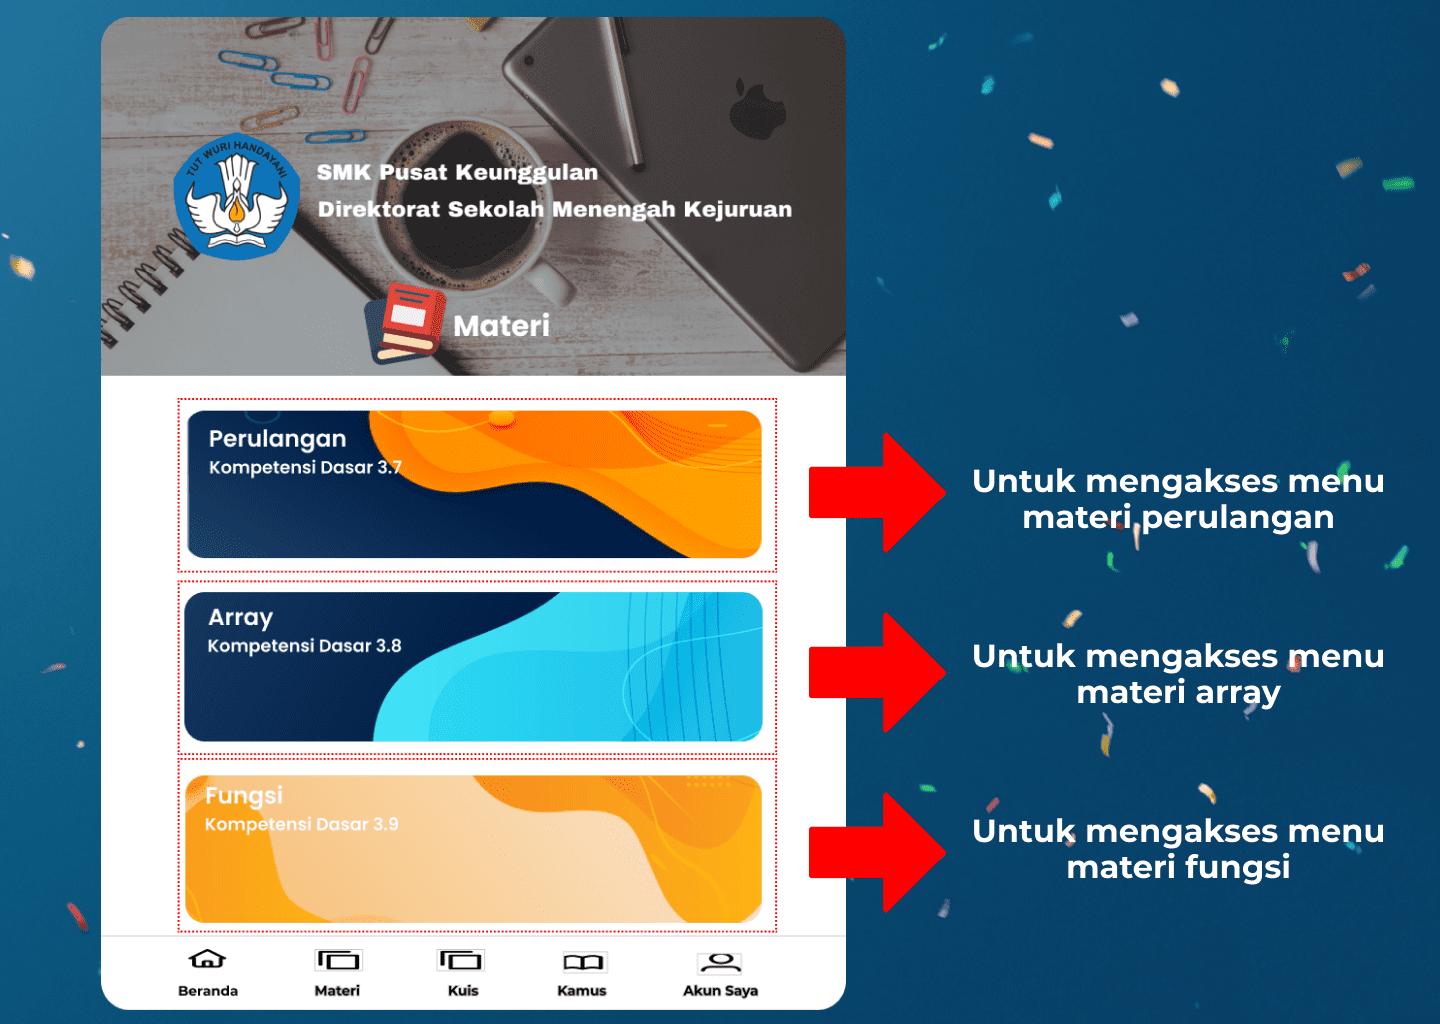 TUT WURI HANDAYANI
SMK Pusat Keunggulan
Direktorat Sekolah Menengah Kejuruan
Materi
Perulangan
Kompetensi Dasar 3.7
Untuk mengakses menu
materi perulangan
Array
Kompetensi Dasar 3.8
Untuk mengakses menu
materi array
Fungsi
Kompetensi Dasar 3.9
Untuk mengakses menu
materi fungsi
Beranda
Materi
Kuis
Kamus
Akun Saya